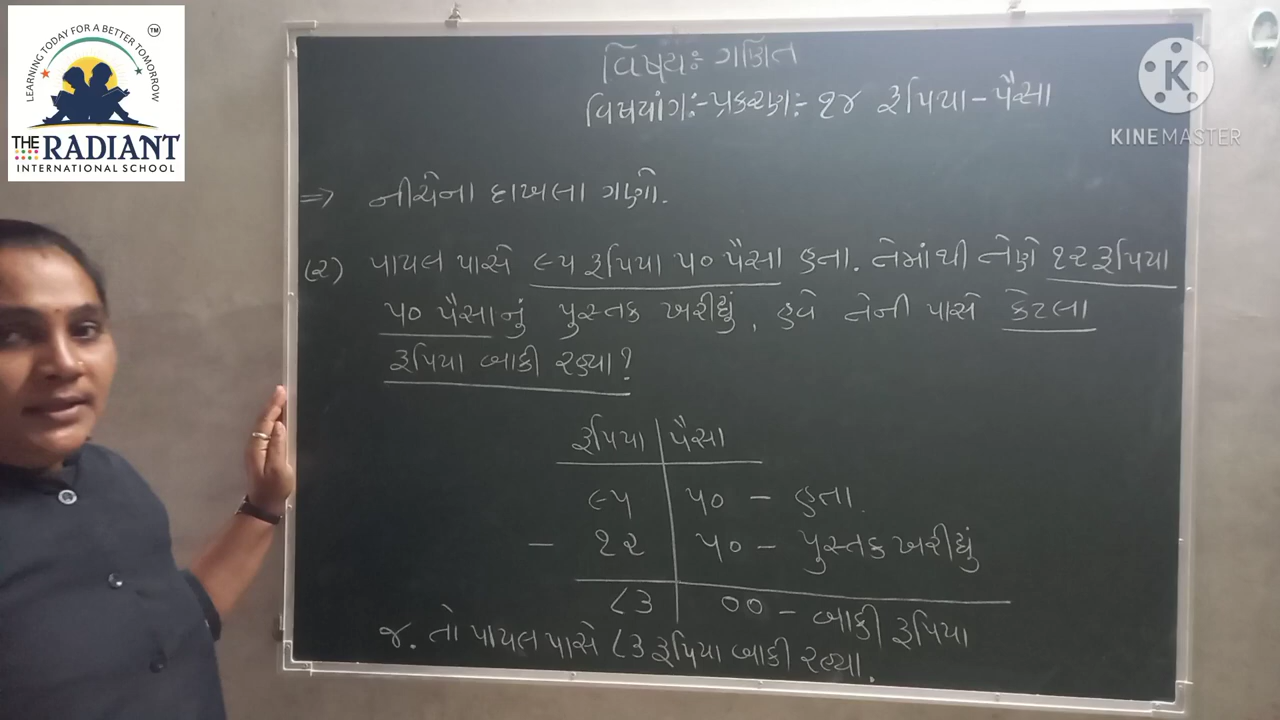 LEARNING TODAY FOR A BETTER TOMORROW
TM
THE RADIANT
INTERNATIONAL SCHOOL
K
KINEMASTER
વિષય: ગણિત
વિષયાંગ:- પ્રકરણ:- ૧૪ રૂપિયા - પૈસા
⇒ નીચેના દાખલા ગણો.
(૨) પાયલ પાસે ૯૫ રૂપિયા ૫૦ પૈસા હતા. તેમાંથી તેણે ૧૨ રૂપિયા
૫૦ પૈસાનું પુસ્તક ખરીદ્યું, હવે તેની પાસે કેટલા
રૂપિયા બાકી રહ્યા?
રૂપિયા | પૈસા
૯૫ | ૫૦ - હતા.
- ૧૨ | ૫૦ - પુસ્તક ખરીદ્યું
૮૩ | ૦૦ - બાકી રૂપિયા
જ. તો પાયલ પાસે ૮૩ રૂપિયા બાકી રહ્યા.